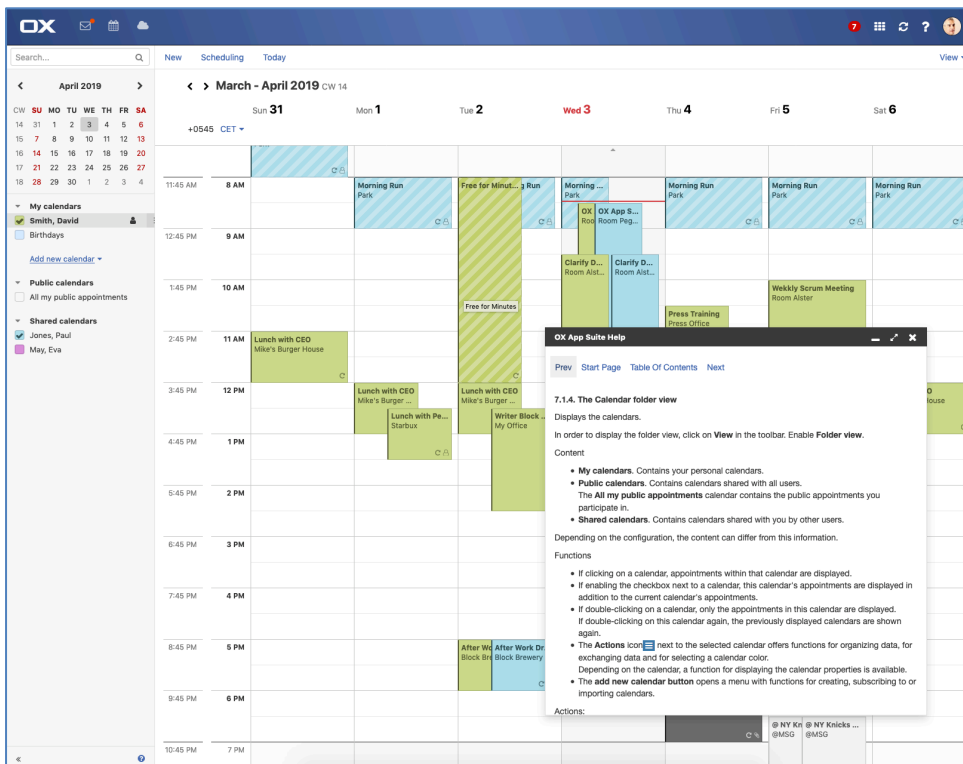 OX
7
?
Search...
New Scheduling Today
View
April 2019
CW SU MO TU WE TH FR SA
14 31 1 2 3 4 5 6
15 7 8 9 10 11 12 13
16 14 15 16 17 18 19 20
17 21 22 23 24 25 26 27
18 28 29 30 1 2 3 4
My calendars
Smith, David
Birthdays
Add new calendar
Public calendars
All my public appointments
Shared calendars
Jones, Paul
May, Eva
March - April 2019 CW 14
Sun 31 Mon 1 Tue 2 Wed 3 Thu 4 Fri 5 Sat 6
+0545 CET
Park
11:45 AM 8 AM
Morning Run
Park
Free for Minut...
g Run
Morning ...
Park
Morning Run
Park
Morning Run
Park
Morning Run
Park
OX
Roo
OX App S...
Room Peg...
12:45 PM 9 AM
Clarify D...
Room Alst...
Clarify D...
Room Alst...
1:45 PM 10 AM
Wekkly Scrum Meeting
Room Alster
Free for Minutes
Press Training
Press Office
2:45 PM 11 AM
Lunch with CEO
Mike's Burger House
3:45 PM 12 PM
Lunch with CEO
Mike's Burger ...
Lunch with Pe...
Starbux
Lunch with CEO
Mike's Burger ...
Writer Block ..
My Office
O
House
4:45 PM 1 PM
5:45 PM 2 PM
6:45 PM 3 PM
7:45 PM 4 PM
8:45 PM 5 PM
After Wo
Block Bre
After Work Dr.
Block Brewery
9:45 PM 6 PM
@ NY Kn
@MSG
@ NY Knicks ...
@MSG
10:45 PM 7 PM
OX App Suite Help
Prev Start Page Table Of Contents Next
7.1.4. The Calendar folder view
Displays the calendars.
In order to display the folder view, click on View in the toolbar. Enable Folder view.
Content
My calendars. Contains your personal calendars.
Public calendars. Contains calendars shared with all users.
The All my public appointments calendar contains the public appointments you
participate in.
Shared calendars. Contains calendars shared with you by other users.
Depending on the configuration, the content can differ from this information.
Functions
If clicking on a calendar, appointments within that calendar are displayed.
If enabling the checkbox next to a calendar, this calendar's appointments are displayed in
addition to the current calendar's appointments.
If double-clicking on a calendar, only the appointments in this calendar are displayed.
If double-clicking on this calendar again, the previously displayed calendars are shown
again.
The Actions icon next to the selected calendar offers functions for organizing data, for
exchanging data and for selecting a calendar color.
Depending on the calendar, a function for displaying the calendar properties is available.
The add new calendar button opens a menu with functions for creating, subscribing to or
importing calendars.
Actions: